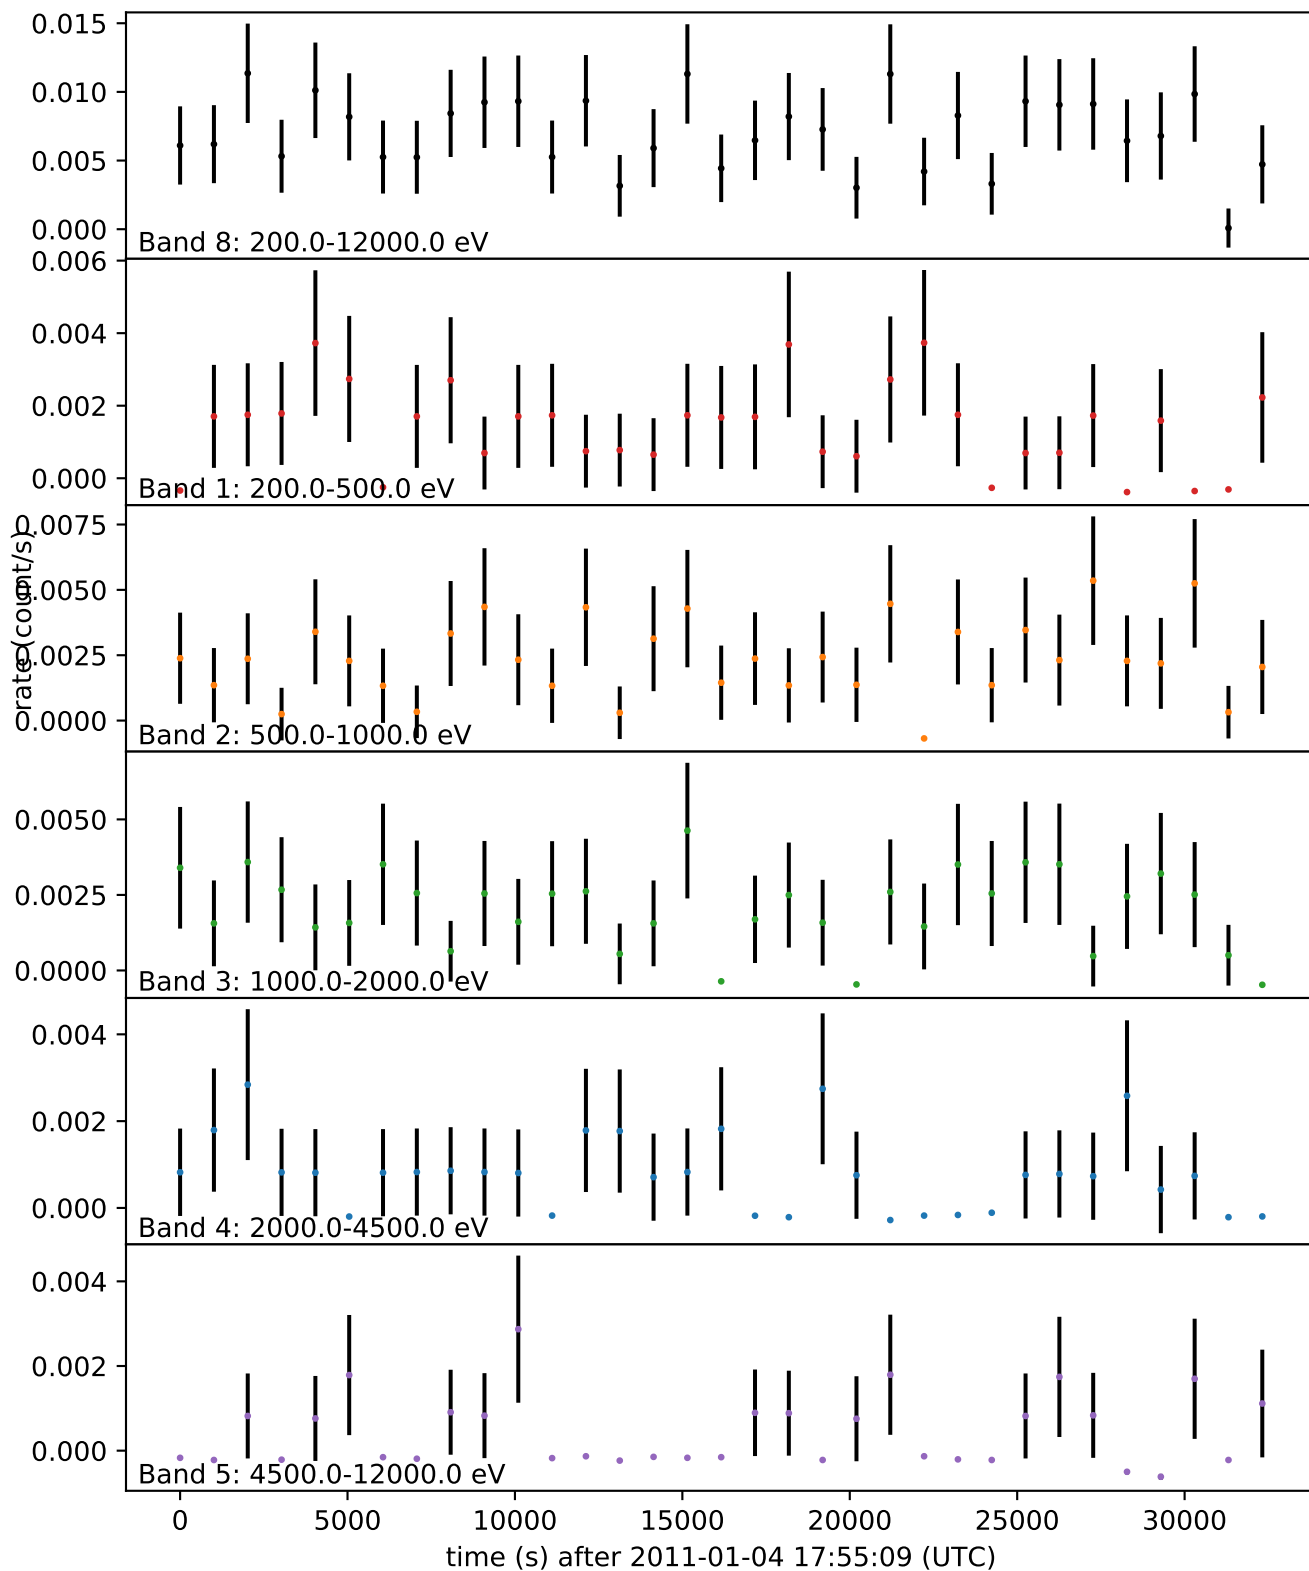 0.015
0.010
0.005
0.000
Band 8: 200.0-12000.0 eV
0.006
0.004
0.002
0.000
Band 1: 200.0-500.0 eV
rate (count/s)
0.0075
0.0050
0.0025
0.0000
Band 2: 500.0-1000.0 eV
0.0050
0.0025
0.0000
Band 3: 1000.0-2000.0 eV
0.004
0.002
0.000
Band 4: 2000.0-4500.0 eV
0.004
0.002
0.000
Band 5: 4500.0-12000.0 eV
0 5000 10000 15000 20000 25000 30000
time (s) after 2011-01-04 17:55:09 (UTC)